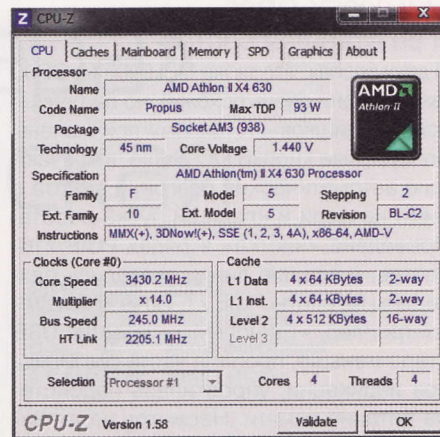 CPU-Z
CPU Caches Mainboard Memory SPD Graphics About
Processor
Name AMD Athlon II X4 630
Code Name Propus Max TDP 93 W
Package Socket AM3 (938)
Technology 45 nm Core Voltage 1.440 V
AMD
Athlon II
Specification AMD Athlon(tm) II X4 630 Processor
Family F Model 5 Stepping 2
Ext. Family 10 Ext. Model 5 Revision BL-C2
Instructions MMX(+), 3DNow!(+), SSE (1, 2, 3, 4A), x86-64, AMD-V
Clocks (Core #0)
Core Speed 3430.2 MHz
Multiplier x 14.0
Bus Speed 245.0 MHz
HT Link 2205.1 MHz
Cache
L1 Data 4 x 64 KBytes 2-way
L1 Inst. 4 x 64 KBytes 2-way
Level 2 4 x 512 KBytes 16-way
Level 3
Selection Processor #1 Cores 4 Threads 4
CPU-Z Version 1.58 Validate OK